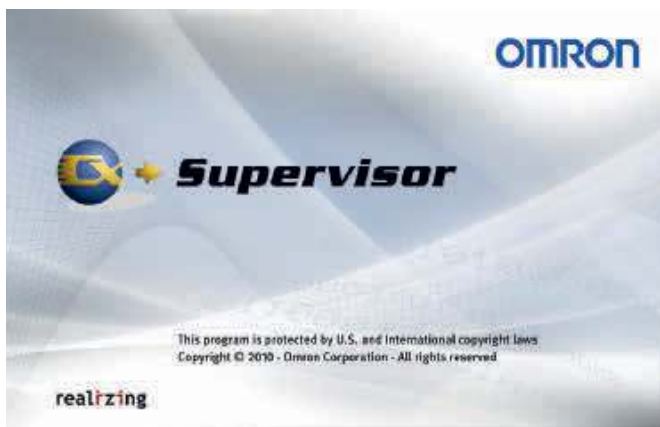 OMRON
CX Supervisor
This program is protected by U.S. and International copyright laws
Copyright © 2010 - Omron Corporation - All rights reserved
realizing